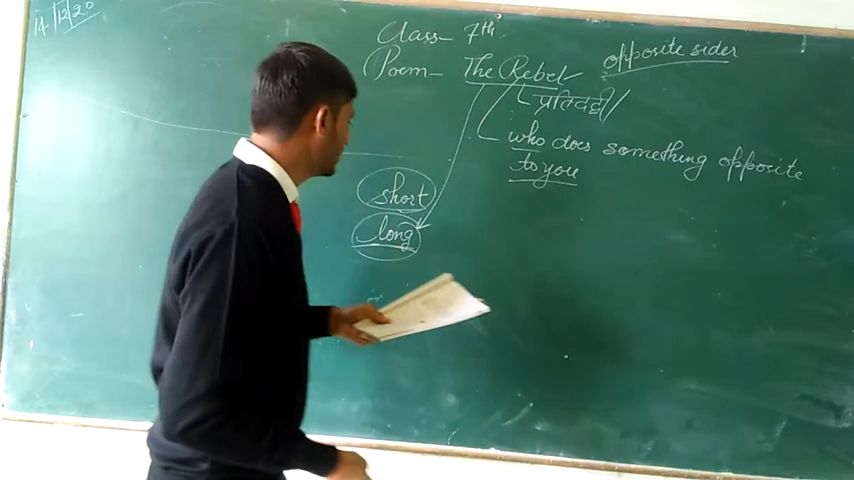 14/12/20
Class- 7th
Poem- The Rebel
opposite sider
प्रतिद्वंदी //
who does something opposite
to you
short
long